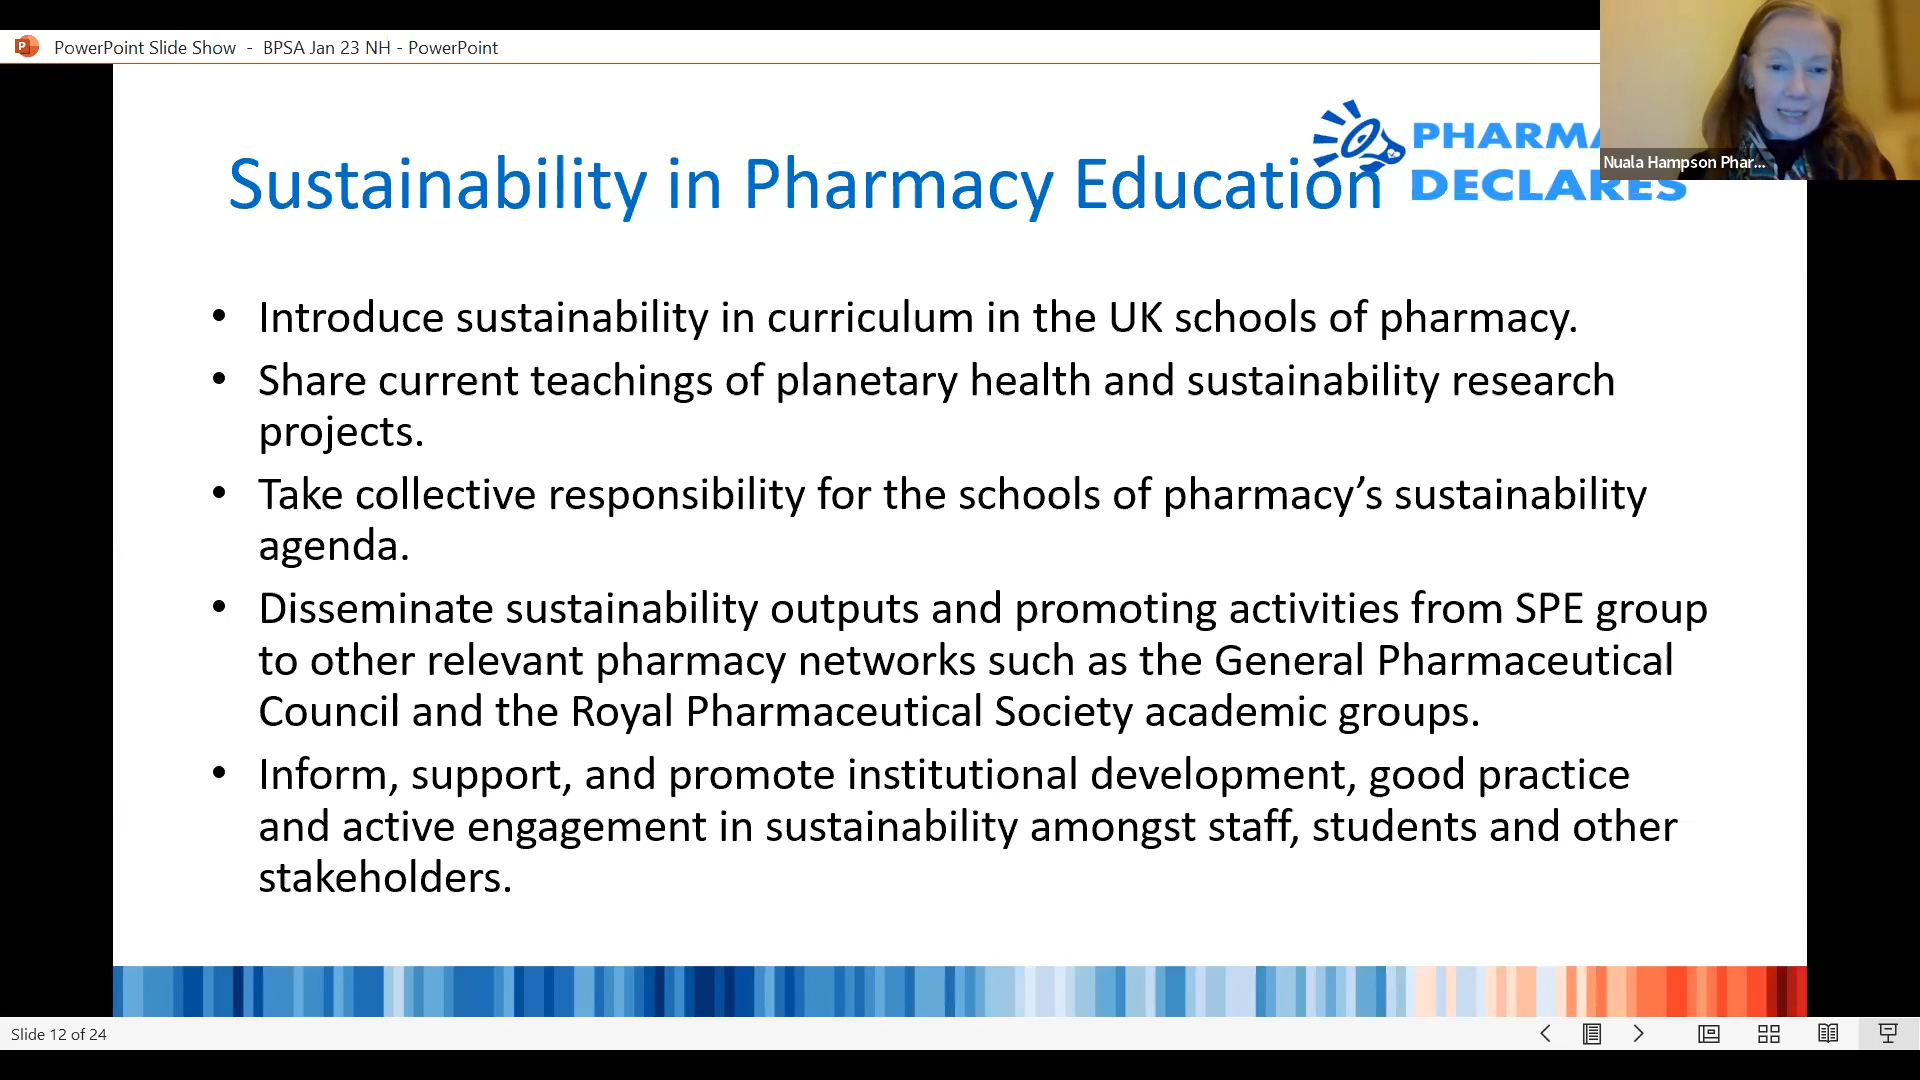 PowerPoint Slide Show - BPSA Jan 23 NH - PowerPoint
Nuala Hampson Phar...
PHARMA
DECLARES
Sustainability in Pharmacy Education
• Introduce sustainability in curriculum in the UK schools of pharmacy.
• Share current teachings of planetary health and sustainability research
projects.
• Take collective responsibility for the schools of pharmacy’s sustainability
agenda.
• Disseminate sustainability outputs and promoting activities from SPE group
to other relevant pharmacy networks such as the General Pharmaceutical
Council and the Royal Pharmaceutical Society academic groups.
• Inform, support, and promote institutional development, good practice
and active engagement in sustainability amongst staff, students and other
stakeholders.
Slide 12 of 24